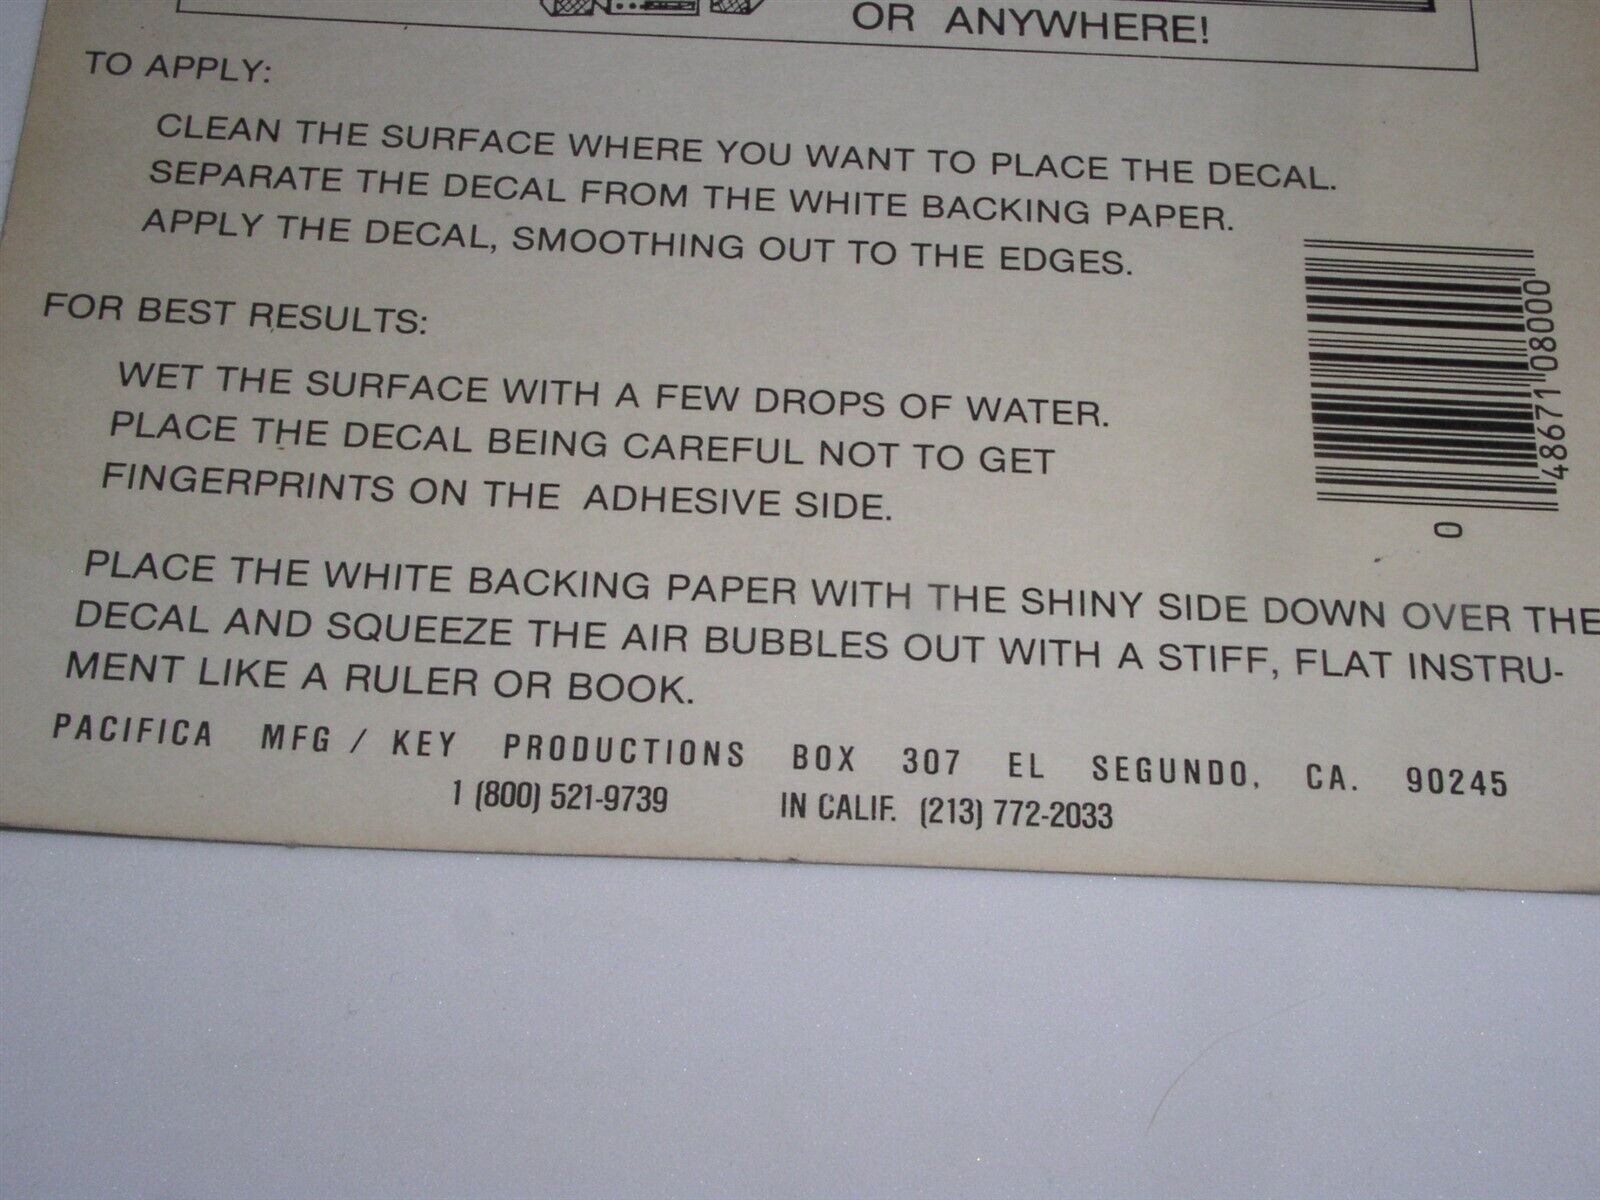 OR ANYWHERE!
TO APPLY:
CLEAN THE SURFACE WHERE YOU WANT TO PLACE THE DECAL.
SEPARATE THE DECAL FROM THE WHITE BACKING PAPER.
APPLY THE DECAL, SMOOTHING OUT TO THE EDGES.
FOR BEST RESULTS:
WET THE SURFACE WITH A FEW DROPS OF WATER.
PLACE THE DECAL BEING CAREFUL NOT TO GET
FINGERPRINTS ON THE ADHESIVE SIDE.
48671 08000
0
PLACE THE WHITE BACKING PAPER WITH THE SHINY SIDE DOWN OVER THE
DECAL AND SQUEEZE THE AIR BUBBLES OUT WITH A STIFF, FLAT INSTRU-
MENT LIKE A RULER OR BOOK.
PACIFICA MFG / KEY PRODUCTIONS BOX 307 EL SEGUNDO, CA. 90245
1 (800) 521-9739 IN CALIF. (213) 772-2033